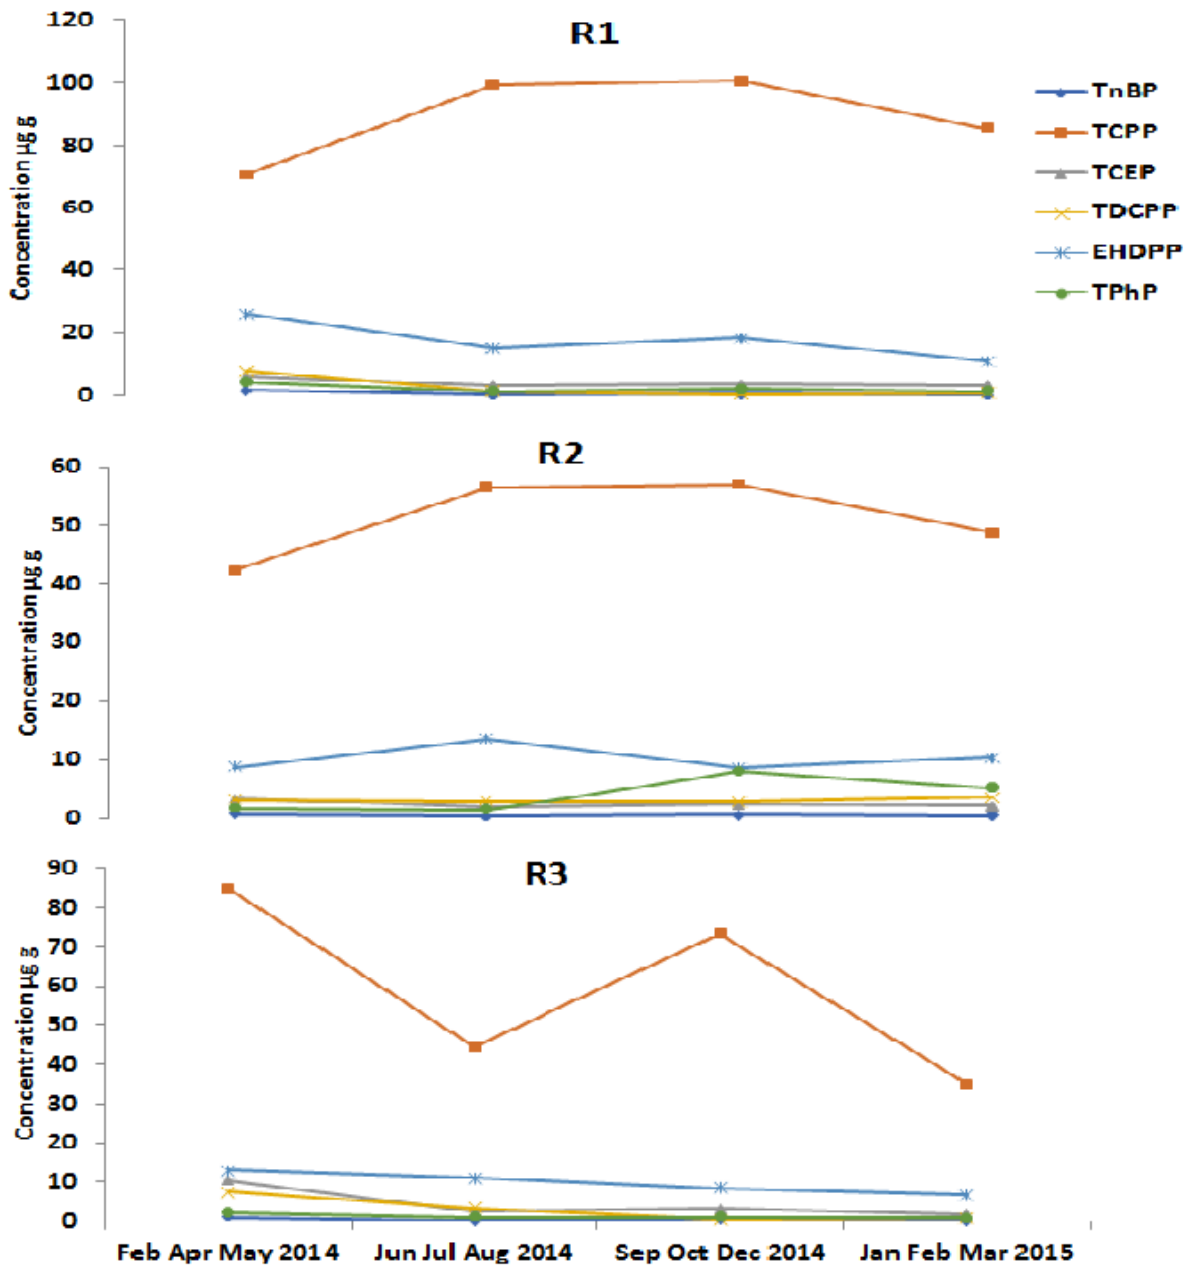 R1
Concentration µg g
120
100
80
60
40
20
0
TnBP
TCPP
TCEP
TDCPP
EHDPP
TPhP
R2
Concentration µg g
60
50
40
30
20
10
0
R3
Concentration µg g
90
80
70
60
50
40
30
20
10
0
Feb Apr May 2014 Jun Jul Aug 2014 Sep Oct Dec 2014 Jan Feb Mar 2015